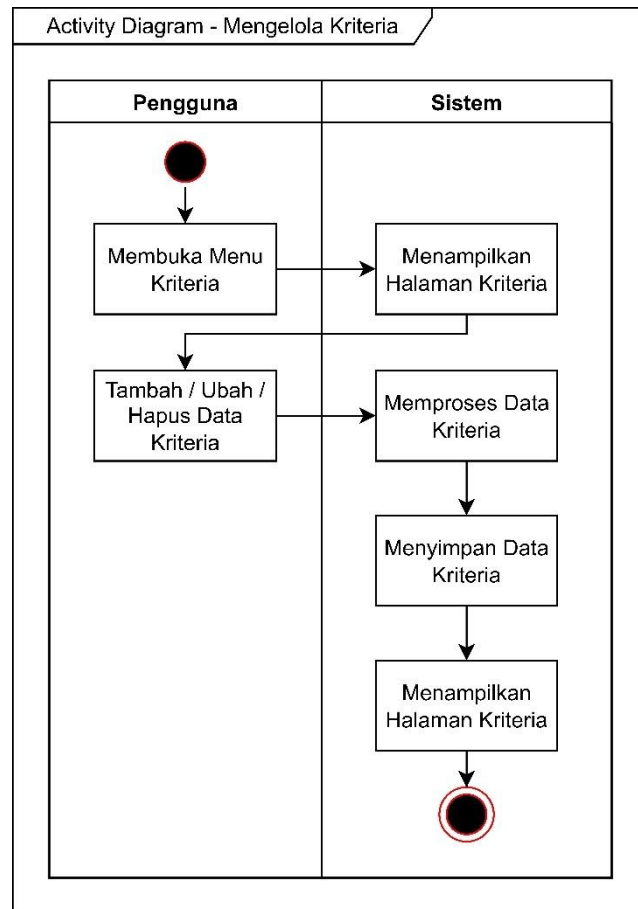 Activity Diagram - Mengelola Kriteria
Pengguna
Sistem
Membuka Menu
Kriteria
Menampilkan
Halaman Kriteria
Tambah / Ubah /
Hapus Data
Kriteria
Memproses Data
Kriteria
Menyimpan Data
Kriteria
Menampilkan
Halaman Kriteria